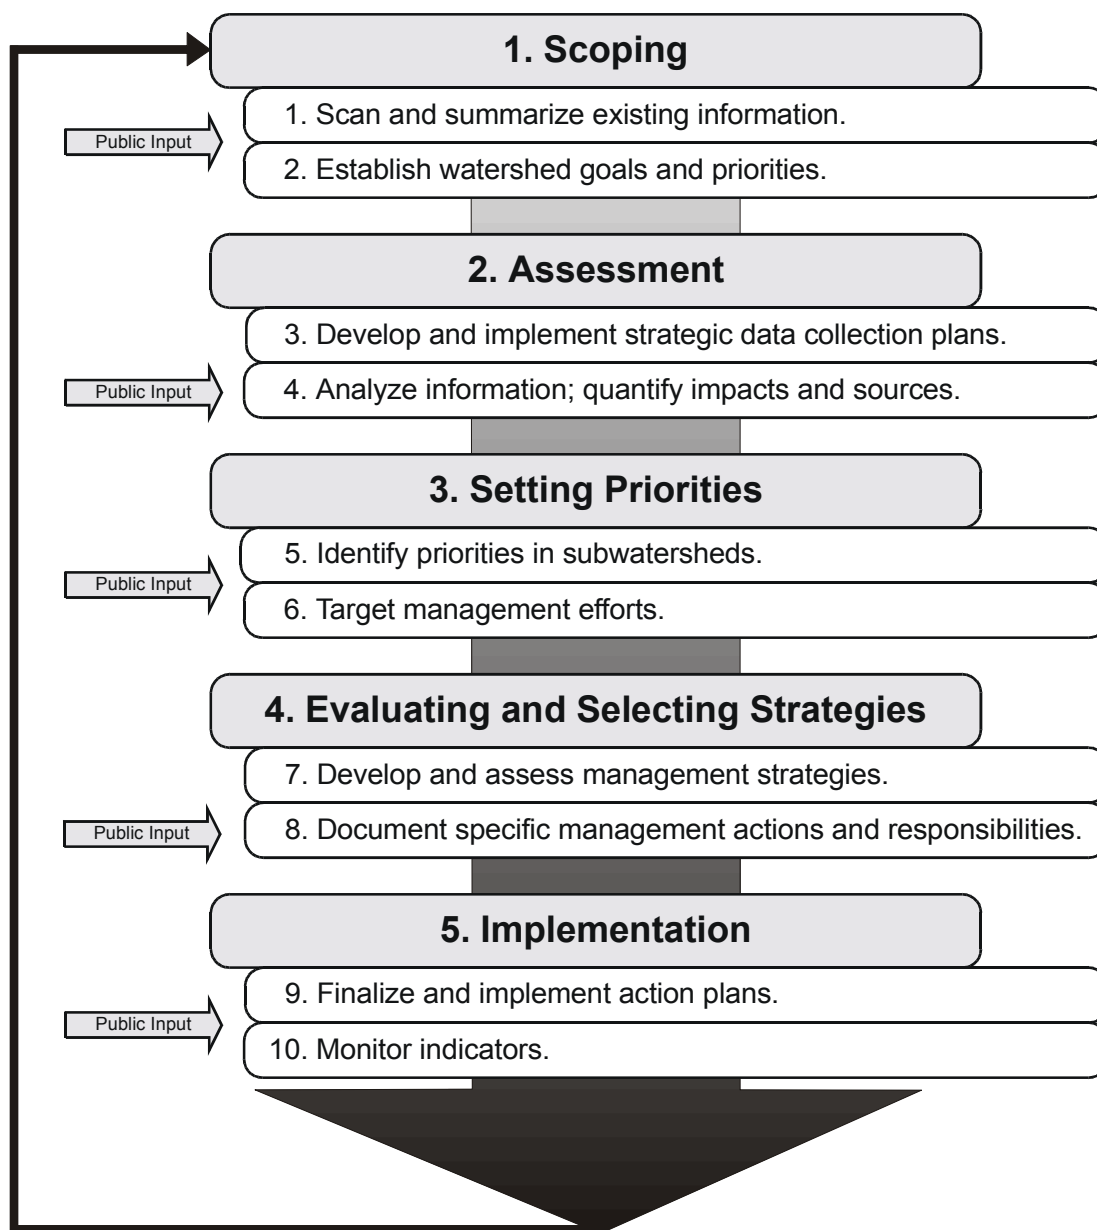 1. Scoping
1. Scan and summarize existing information.
Public Input
2. Establish watershed goals and priorities.
2. Assessment
3. Develop and implement strategic data collection plans.
Public Input
4. Analyze information; quantify impacts and sources.
3. Setting Priorities
5. Identify priorities in subwatersheds.
Public Input
6. Target management efforts.
4. Evaluating and Selecting Strategies
7. Develop and assess management strategies.
Public Input
8. Document specific management actions and responsibilities.
5. Implementation
9. Finalize and implement action plans.
Public Input
10. Monitor indicators.